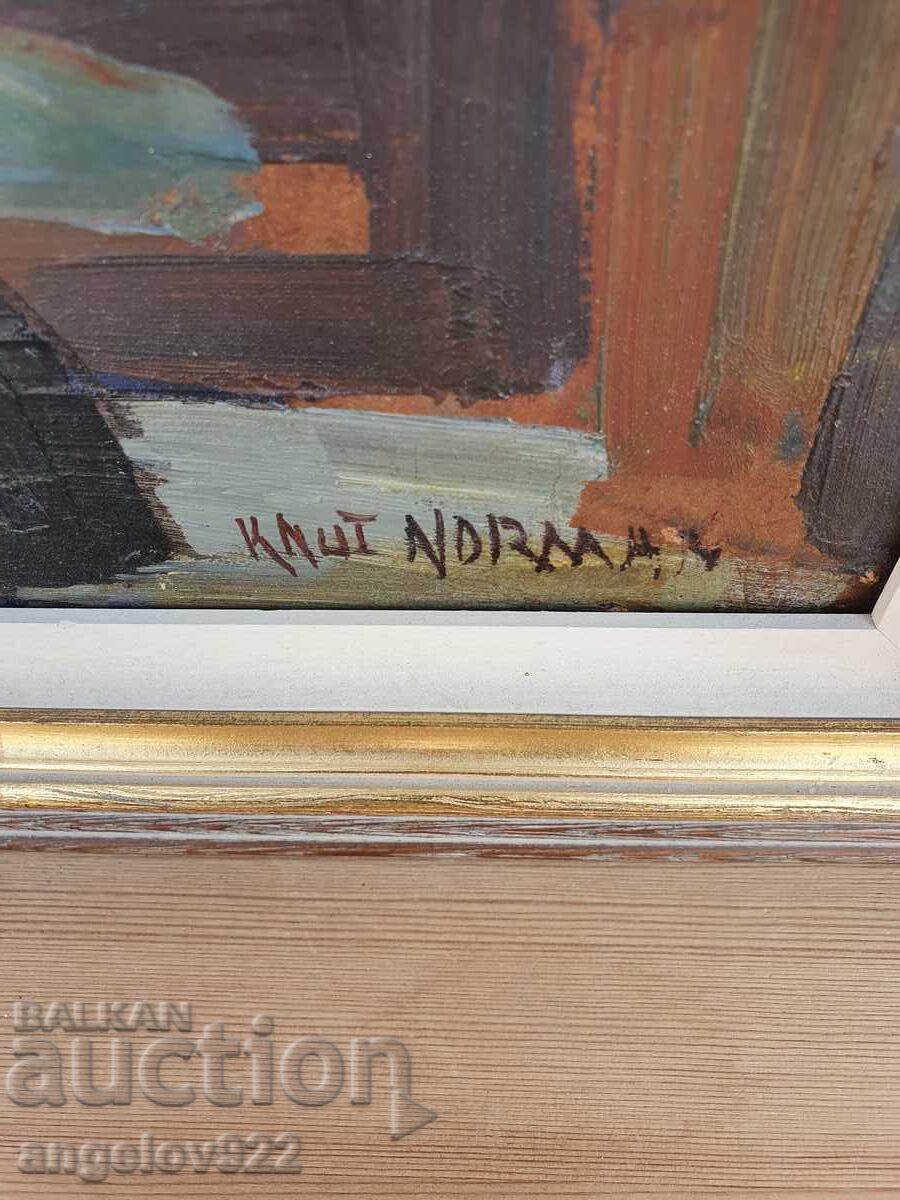 KNUT NORMAN
BALKAN
auction
angelov922